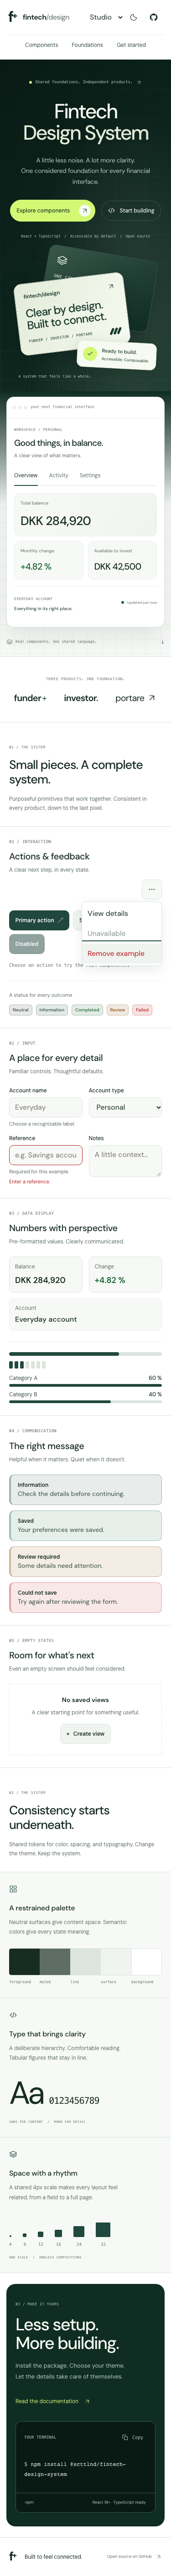 f+ fintech/design
Studio
Components Foundations Get started
Shared foundations. Independent products.
Fintech
Design System
A little less noise. A lot more clarity.
One considered foundation for every financial
interface.
Explore components
Start building
React + TypeScript / Accessible by default / Open source
fintech/design
Clear by design.
Built to connect.
FUNDER / INVESTOR / PORTARE
Ready to build.
Accessible. Composable.
A system that feels like a whole.
your next financial interface
WORKSPACE / PERSONAL
Good things, in balance.
A clear view of what matters.
Overview Activity Settings
Total balance
DKK 284,920
Monthly change
+4.82 %
Available to invest
DKK 42,500
EVERYDAY ACCOUNT
Everything in its right place.
Updated just now
Real components. One shared language.
THREE PRODUCTS. ONE FOUNDATION.
funder+ investor. portare
01 / THE SYSTEM
Small pieces. A complete
system.
Purposeful primitives that work together. Consistent in
every product, down to the last pixel.
01 / INTERACTION
Actions & feedback
A clear next step, in every state.
View details
Unavailable
Remove example
Primary action
Disabled
Choose an action to try the
A status for every outcome
Neutral Information Completed Review Failed
02 / INPUT
A place for every detail
Familiar controls. Thoughtful defaults.
Account name
Everyday
Choose a recognizable label.
Account type
Personal
Reference
e.g. Savings accou
Required for this example.
Enter a reference.
Notes
A little context…
03 / DATA DISPLAY
Numbers with perspective
Pre-formatted values. Clearly communicated.
Balance
DKK 284,920
Change
+4.82 %
Account
Everyday account
Category A 60 %
Category B 40 %
04 / COMMUNICATION
The right message
Helpful when it matters. Quiet when it doesn't.
Information
Check the details before continuing.
Saved
Your preferences were saved.
Review required
Some details need attention.
Could not save
Try again after reviewing the form.
05 / EMPTY STATES
Room for what's next
Even an empty screen should feel considered.
No saved views
A clear starting point for something useful.
+ Create view
02 / THE SYSTEM
Consistency starts
underneath.
Shared tokens for color, spacing, and typography. Change
the theme. Keep the system.
A restrained palette
Neutral surfaces give content space. Semantic
colors give every state meaning.
foreground muted line surface background
Type that brings clarity
A deliberate hierarchy. Comfortable reading.
Tabular figures that stay in line.
Aa 0123456789
SANS FOR CONTENT / MONO FOR DETAIL
Space with a rhythm
A shared 4px scale makes every layout feel
related, from a field to a full page.
4 8 12 16 24 32
ONE SCALE / ENDLESS COMPOSITIONS
03 / MAKE IT YOURS
Less setup.
More building.
Install the package. Choose your theme.
Let the details take care of themselves.
Read the documentation
YOUR TERMINAL
Copy
$ npm install @scttlnd/fintech-
design-system
npm
React 18+ · TypeScript ready
f+ Built to feel connected.
Open source on GitHub